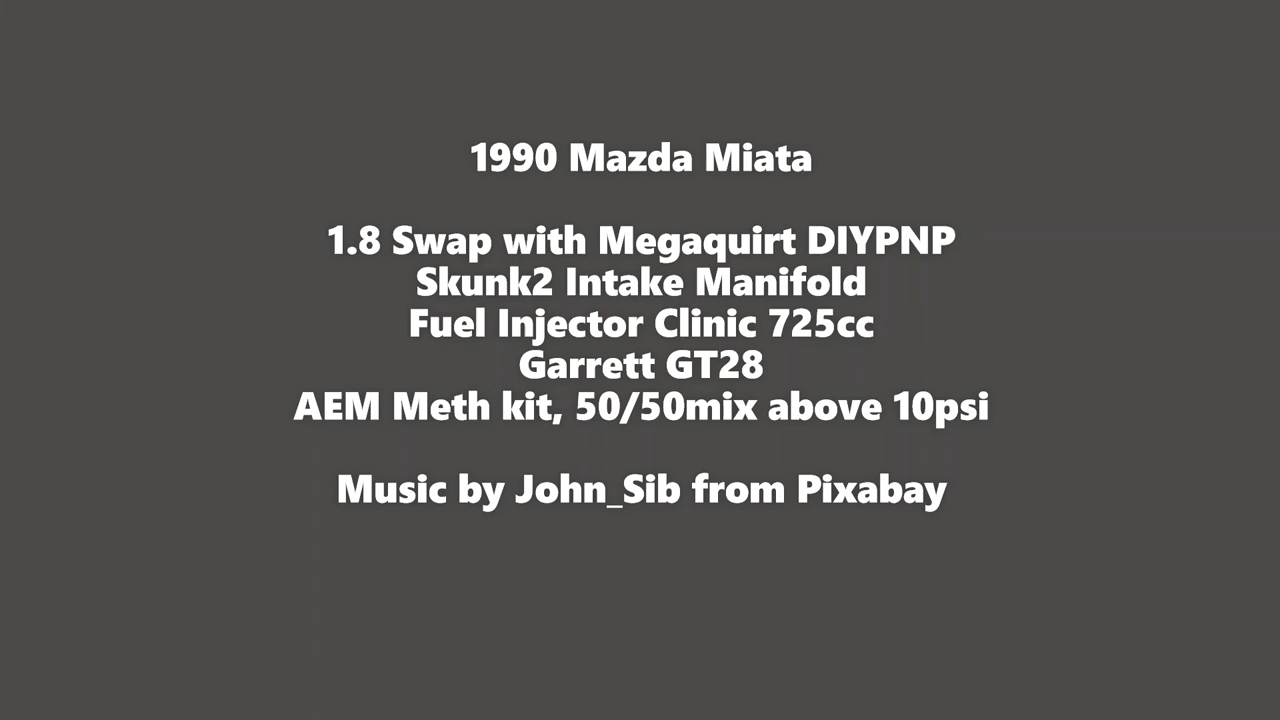 1990 Mazda Miata
1.8 Swap with Megaquirt DIYPNP
Skunk2 Intake Manifold
Fuel Injector Clinic 725cc
Garrett GT28
AEM Meth kit, 50/50mix above 10psi
Music by John_Sib from Pixabay